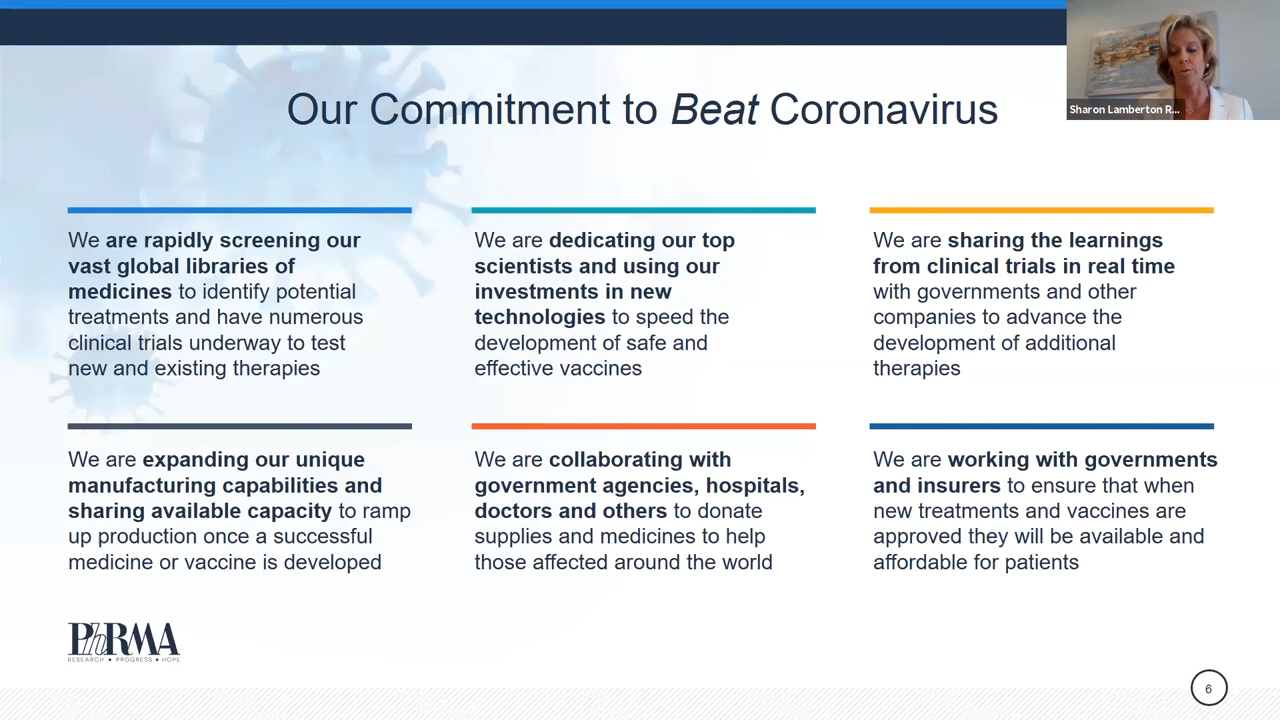 Sharon Lamberton R...
Our Commitment to Beat Coronavirus
We are rapidly screening our
vast global libraries of
medicines to identify potential
treatments and have numerous
clinical trials underway to test
new and existing therapies
We are dedicating our top
scientists and using our
investments in new
technologies to speed the
development of safe and
effective vaccines
We are sharing the learnings
from clinical trials in real time
with governments and other
companies to advance the
development of additional
therapies
We are expanding our unique
manufacturing capabilities and
sharing available capacity to ramp
up production once a successful
medicine or vaccine is developed
We are collaborating with
government agencies, hospitals,
doctors and others to donate
supplies and medicines to help
those affected around the world
We are working with governments
and insurers to ensure that when
new treatments and vaccines are
approved they will be available and
affordable for patients
PhRMA
RESEARCH • PROGRESS • HOPE
6